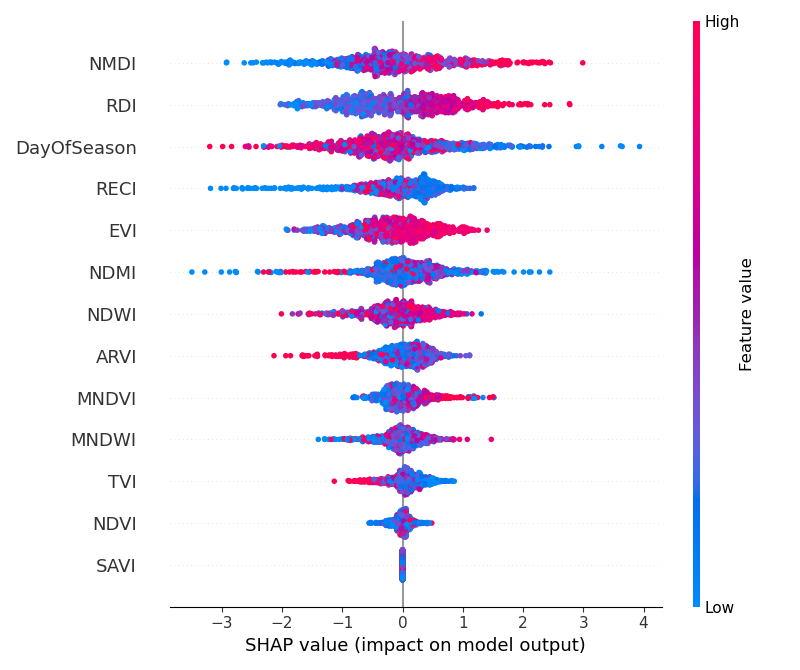 High
NMDI
RDI
DayOfSeason
RECI
EVI
NDMI
NDWI
ARVI
MNDVI
MNDWI
TVI
NDVI
SAVI
Feature value
Low
−3 −2 −1 0 1 2 3 4
SHAP value (impact on model output)